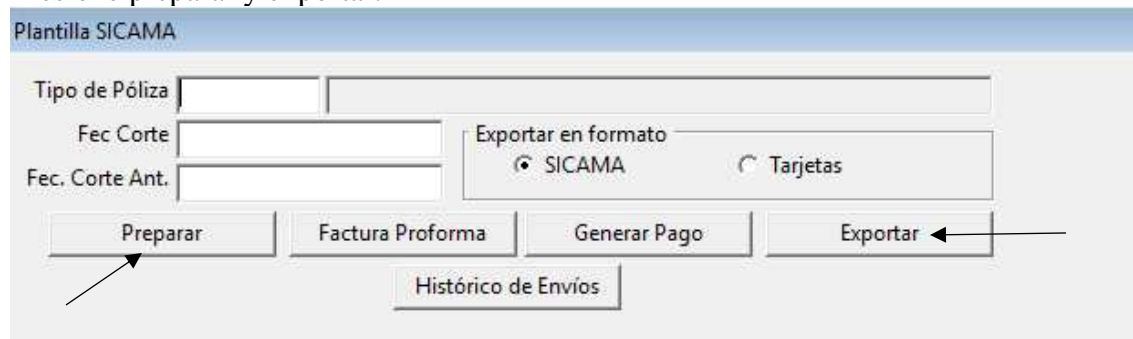 Plantilla SICAMA
Tipo de Póliza
Fec Corte
Exportar en formato
SICAMA Tarjetas
Fec. Corte Ant.
Preparar Factura Proforma Generar Pago Exportar
Histórico de Envíos